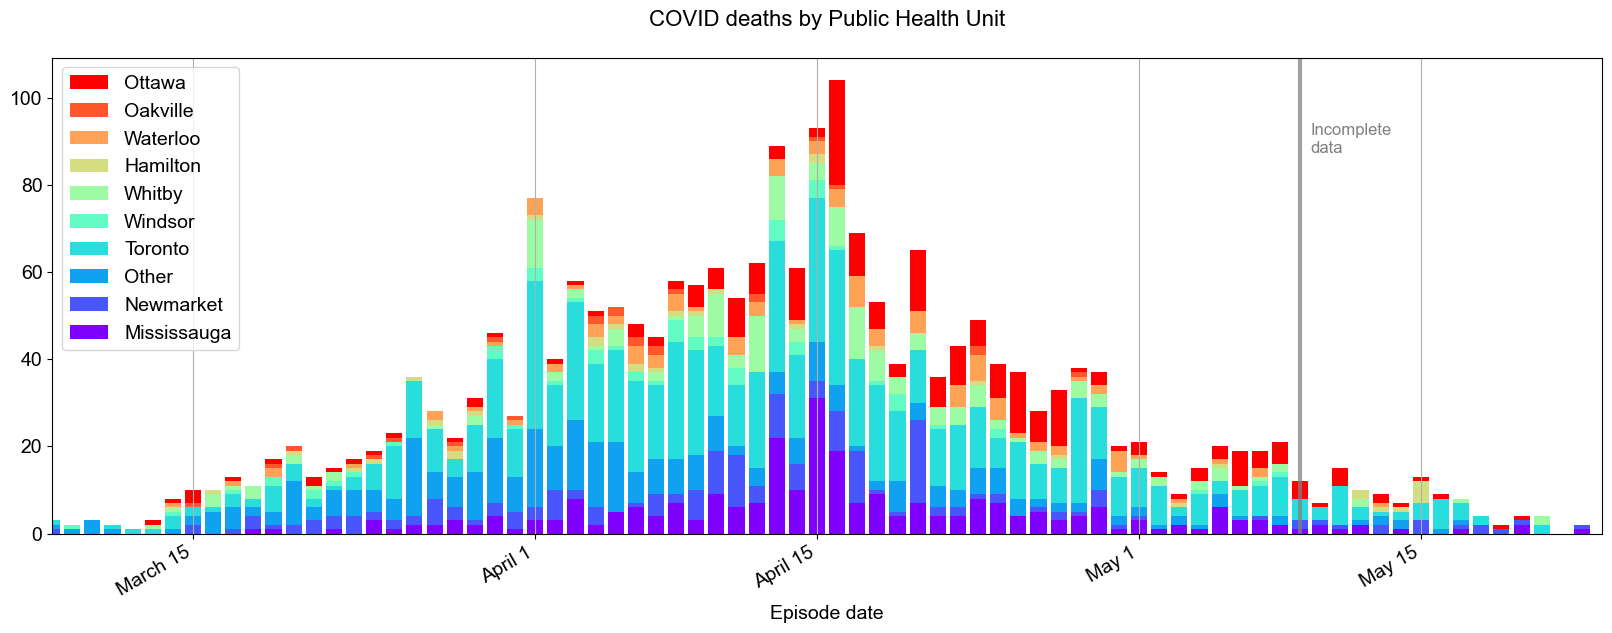 COVID deaths by Public Health Unit
100
80
60
40
20
0
Ottawa
Oakville
Waterloo
Hamilton
Whitby
Windsor
Toronto
Other
Newmarket
Mississauga
Incomplete
data
March 15
April 1
April 15
May 1
May 15
Episode date